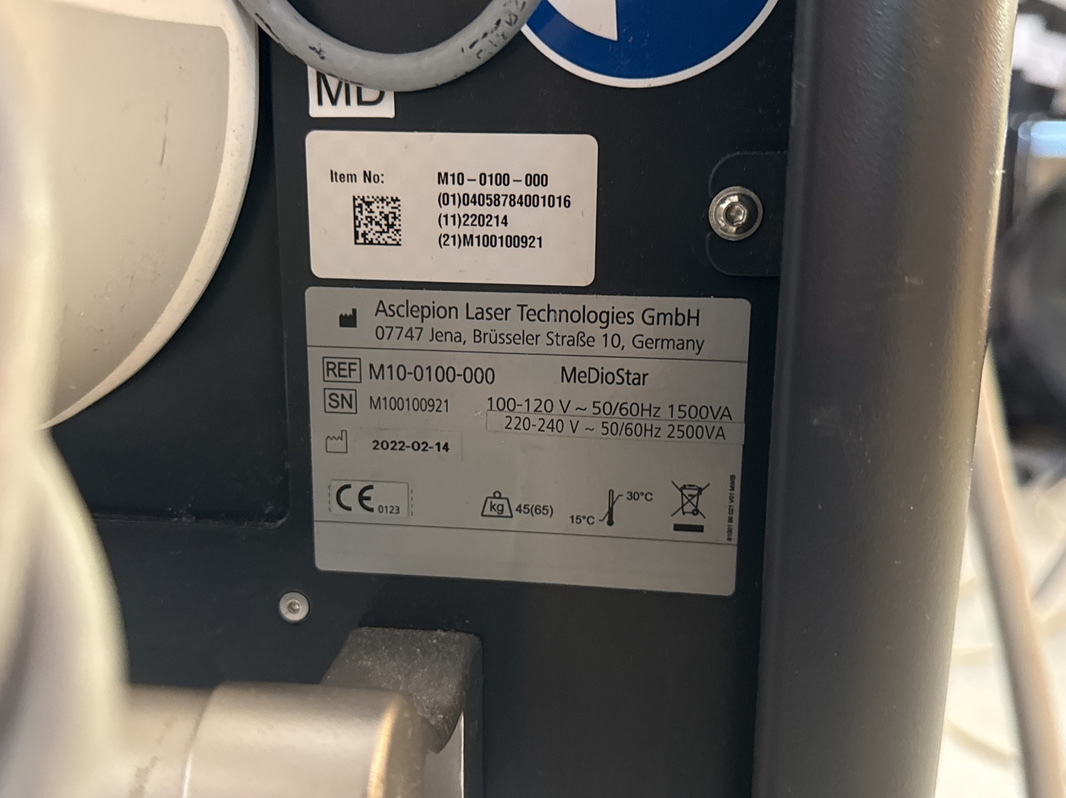 MD
Item No: M10-0100-000
(01)04058784001016
(11)220214
(21)M100100921
Asclepion Laser Technologies GmbH
07747 Jena, Brüsseler Straße 10, Germany
REF M10-0100-000 MeDioStar
SN M100100921 100-120 V ~ 50/60Hz 1500VA
220-240 V ~ 50/60Hz 2500VA
2022-02-14
CE 0123 kg 45(65) 15°C 30°C